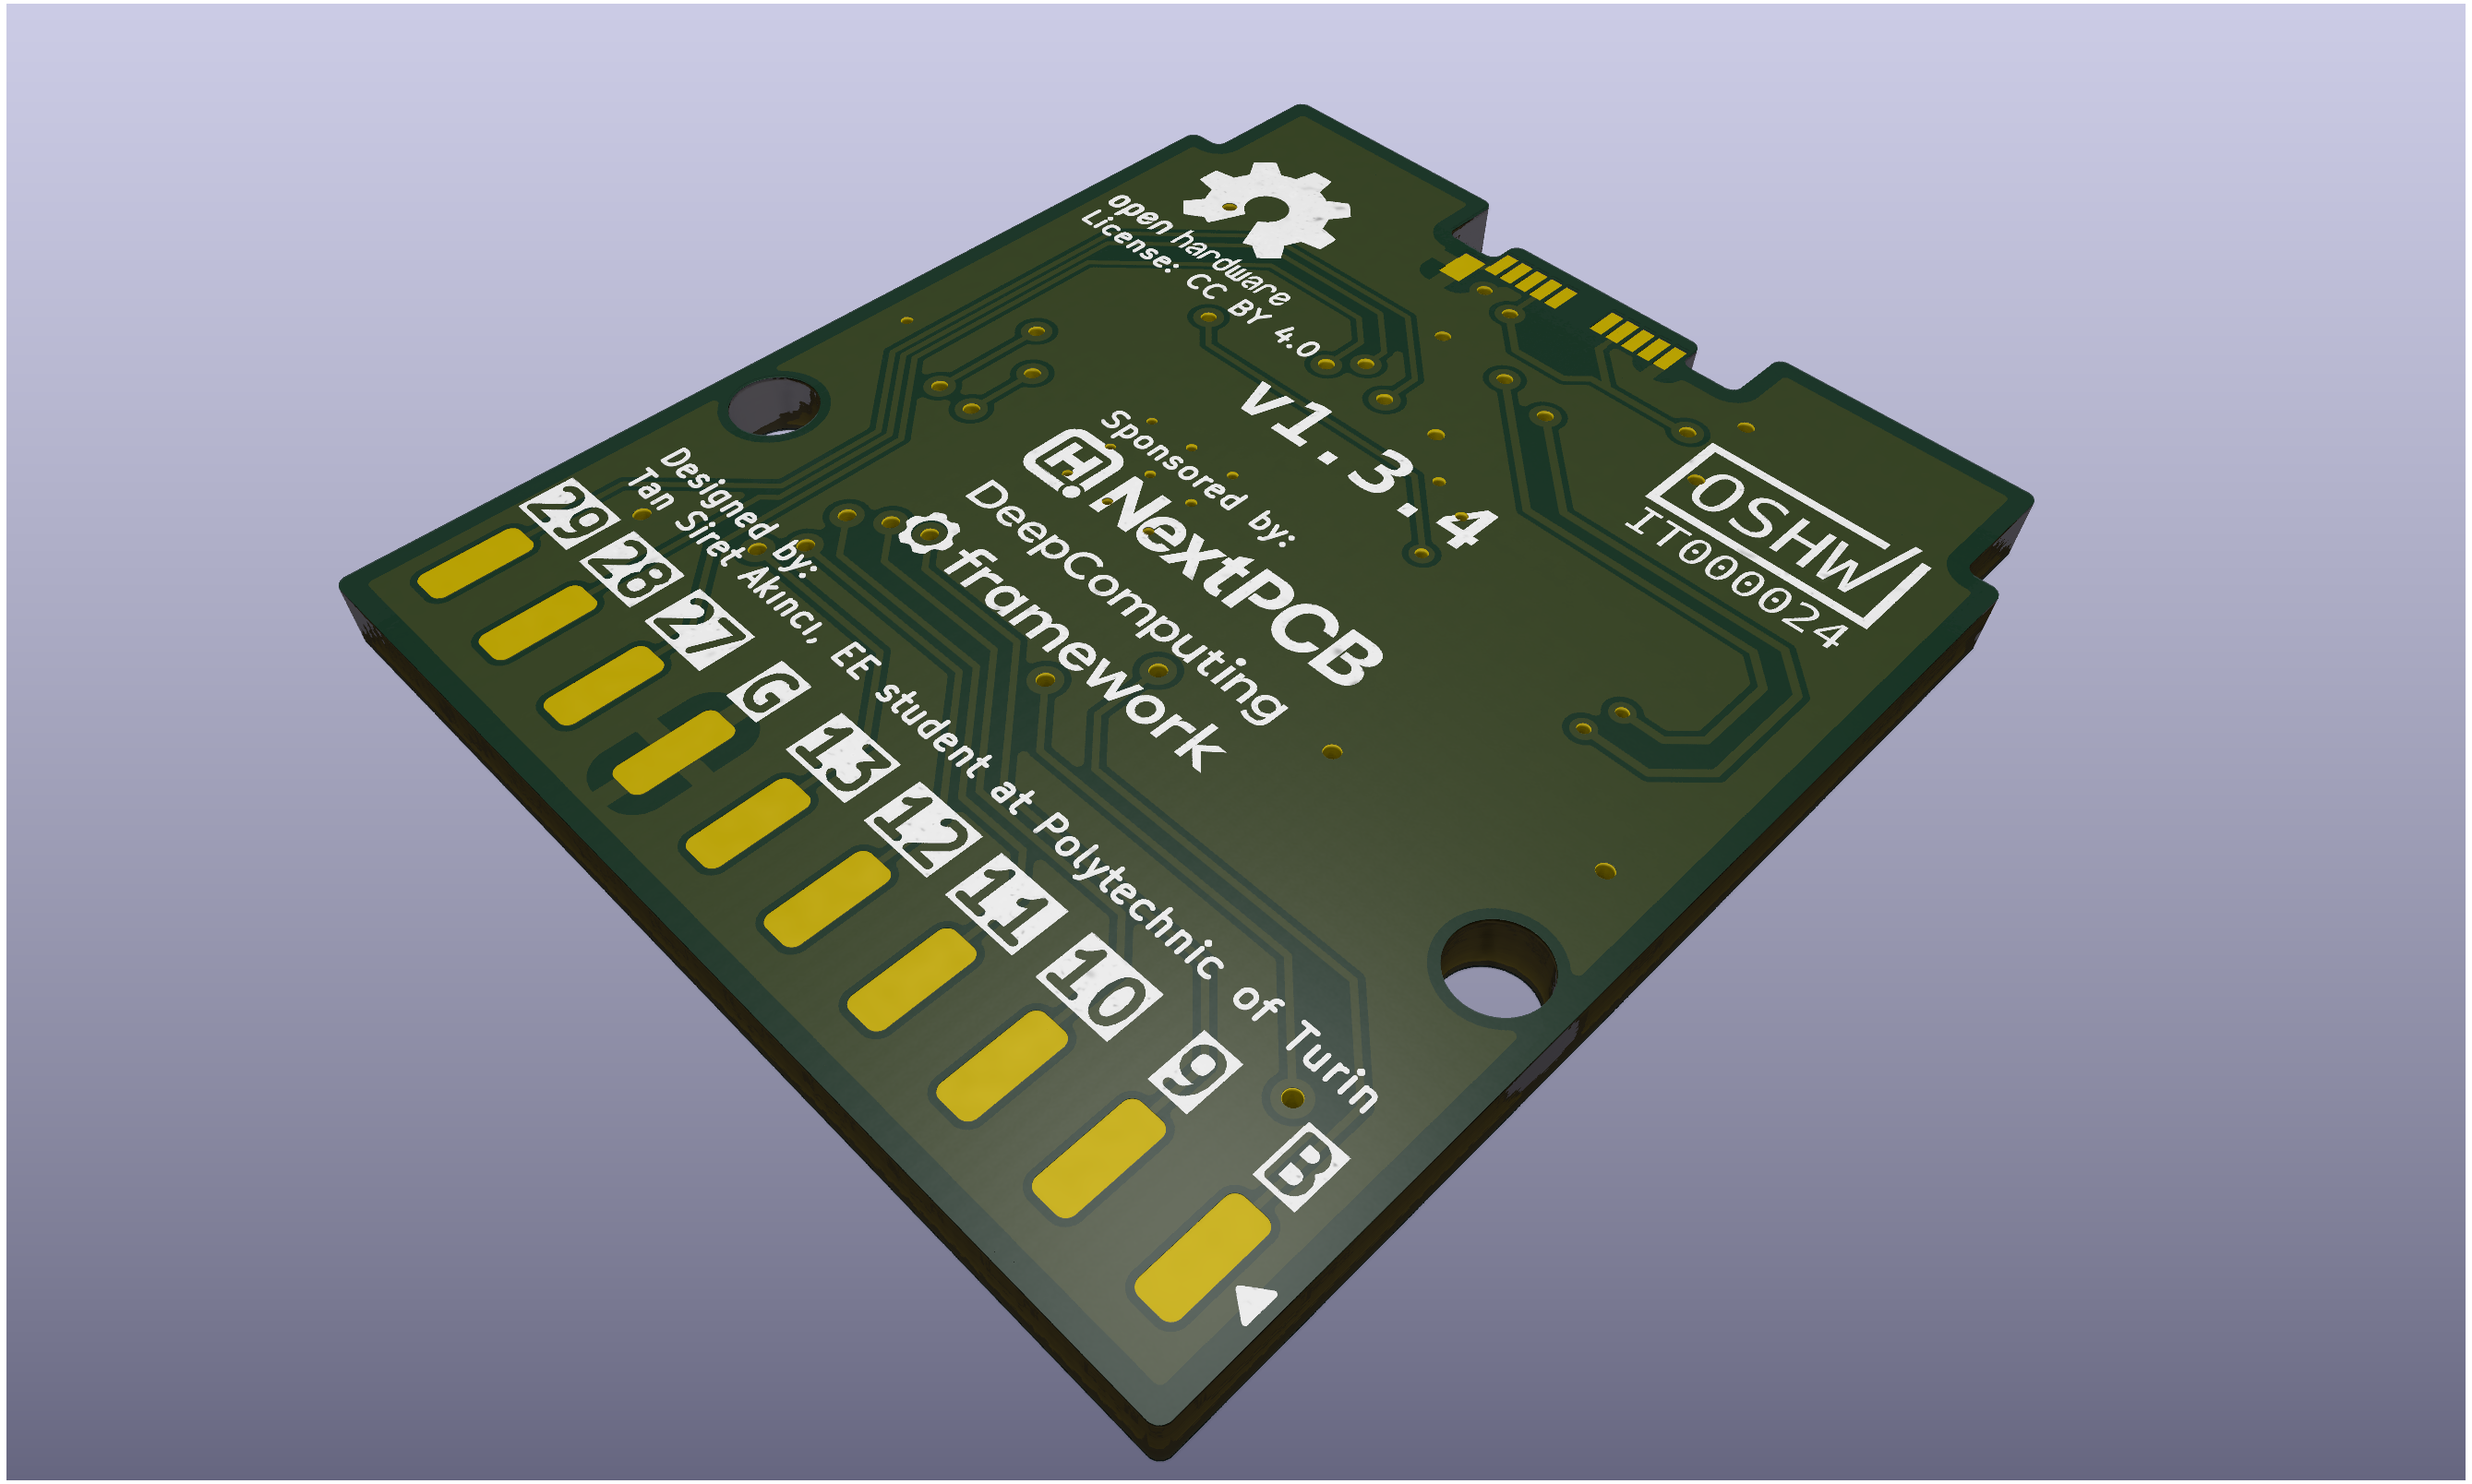 Open hardware
License: CC BY 4.0
v1.3.4
OSHW
IT000024
Sponsored by:
NextPCB
DeepComputing
framework
Designed by:
Tan Siret Akıncı, EE student at Polytechnic of Turin
29
28
27
G
13
12
11
10
9
B